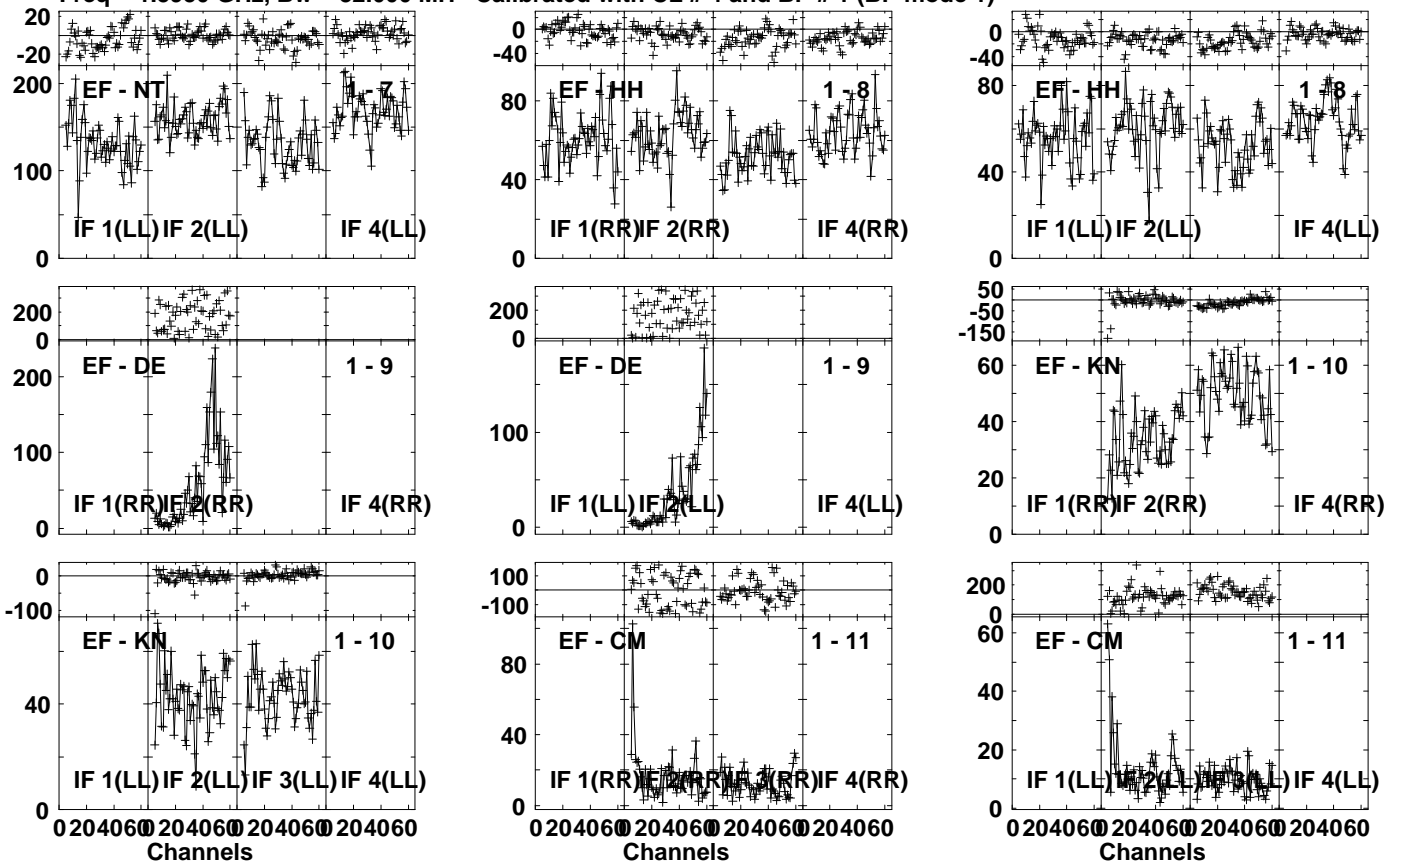 20
-20
200
100
0
EF - NT
1 - 7
IF 1(LL)
IF 2(LL)
IF 4(LL)
0
-40
80
40
0
EF - HH
1 - 8
IF 1(RR)
IF 2(RR)
IF 4(RR)
0
-40
80
40
0
EF - HH
1 - 8
IF 1(LL)
IF 2(LL)
IF 4(LL)
200
0
200
100
0
EF - DE
1 - 9
IF 1(RR)
IF 2(RR)
IF 4(RR)
200
0
100
0
EF - DE
1 - 9
IF 1(LL)
IF 2(LL)
IF 4(LL)
50
-50
-150
60
40
20
0
EF - KN
1 - 10
IF 1(RR)
IF 2(RR)
IF 4(RR)
0
-100
40
0
EF - KN
1 - 10
IF 1(LL)
IF 2(LL)
IF 3(LL)
IF 4(LL)
0 204060 0 204060 0 204060 0 204060
Channels
100
-100
80
40
0
EF - CM
1 - 11
IF 1(RR)
IF 2(RR)
IF 3(RR)
IF 4(RR)
0 204060 0 204060 0 204060 0 204060
Channels
200
0
60
40
20
0
EF - CM
1 - 11
IF 1(LL)
IF 2(LL)
IF 3(LL)
IF 4(LL)
0 204060 0 204060 0 204060 0 204060
Channels